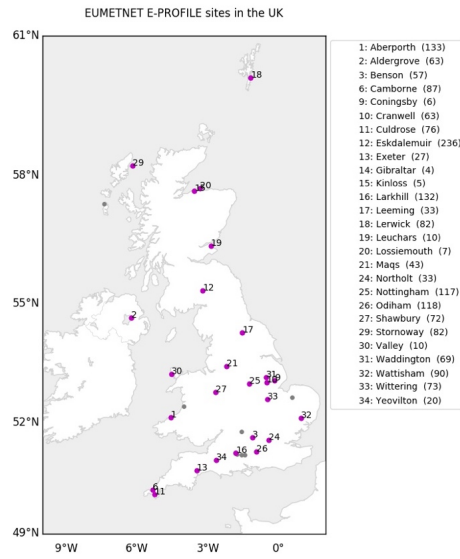 EUMETNET E-PROFILE sites in the UK
61°N
58°N
55°N
52°N
49°N
9°W
6°W
3°W
0°
18
29
20
19
12
2
17
21
30
31
25
27
33
1
32
3
24
26
16
34
13
6
11
1: Aberporth (133)
2: Aldergrove (63)
3: Benson (57)
6: Camborne (87)
9: Coningsby (6)
10: Cranwell (63)
11: Culdrose (76)
12: Eskdalemuir (236)
13: Exeter (27)
14: Gibraltar (4)
15: Kinloss (5)
16: Larkhill (132)
17: Leeming (33)
18: Lerwick (82)
19: Leuchars (10)
20: Lossiemouth (7)
21: Maqs (43)
24: Northolt (33)
25: Nottingham (117)
26: Odiham (118)
27: Shawbury (72)
29: Stornoway (82)
30: Valley (10)
31: Waddington (69)
32: Wattisham (90)
33: Wittering (73)
34: Yeovilton (20)